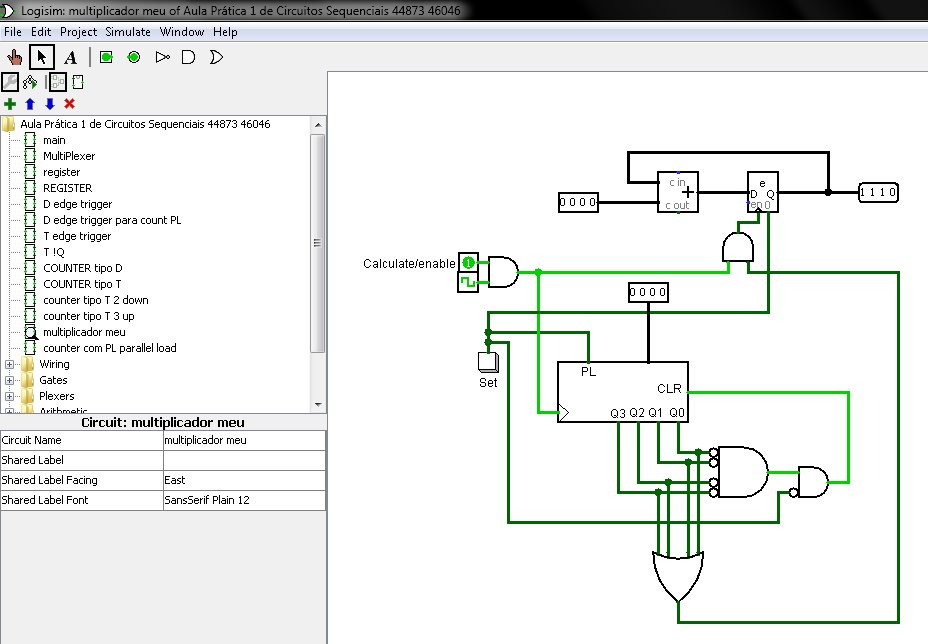 Logisim: multiplicador meu of Aula Prática 1 de Circuitos Sequenciais 44873 46046
File Edit Project Simulate Window Help
A
Aula Prática 1 de Circuitos Sequenciais 44873 46046
main
MultiPlexer
register
REGISTER
D edge trigger
D edge trigger para count PL
T edge trigger
T !Q
COUNTER tipo D
COUNTER tipo T
counter tipo T 2 down
counter tipo T 3 up
multiplicador meu
counter com PL parallel load
Wiring
Gates
Plexers
Arithmetic
Circuit: multiplicador meu
Circuit Name multiplicador meu
Shared Label
Shared Label Facing East
Shared Label Font SansSerif Plain 12
c in
c out
0 0 0 0
e
D Q
en 0
1 1 1 0
Calculate/enable
1
0 0 0 0
Set
PL
CLR
Q3 Q2 Q1 Q0